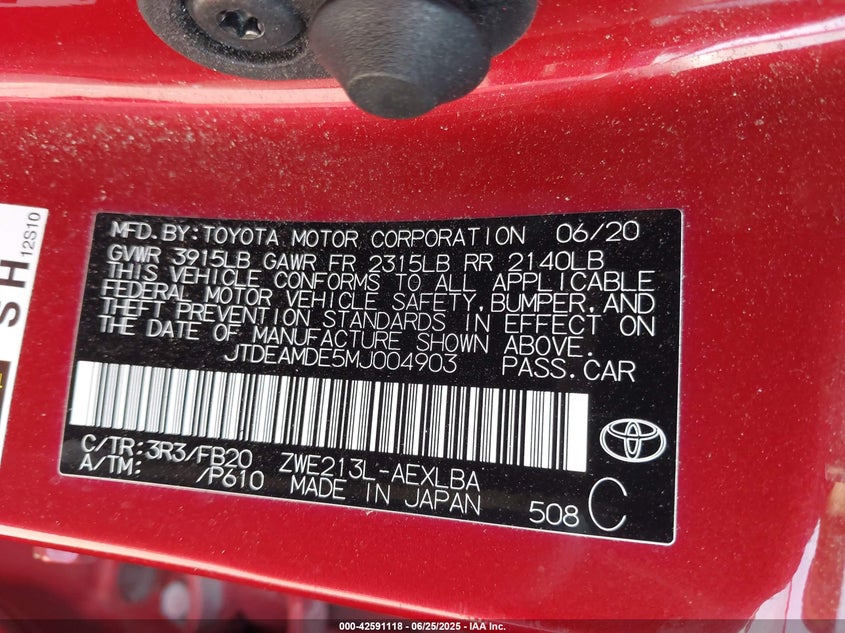 MFD. BY: TOYOTA MOTOR CORPORATION 06/20
GVWR 3915LB GAWR FR 2315LB RR 2140LB
THIS VEHICLE CONFORMS TO ALL APPLICABLE
FEDERAL MOTOR VEHICLE SAFETY, BUMPER, AND
THEFT PREVENTION STANDARDS IN EFFECT ON
THE DATE OF MANUFACTURE SHOWN ABOVE.
JTDEAMDE5MJ004903 PASS. CAR
C/TR: 3R3/FB20 ZWE213L-AEXLBA
A/TM: /P610 MADE IN JAPAN
508 C
SH
12S10
000-42591118 - 06/25/2025 - IAA Inc.